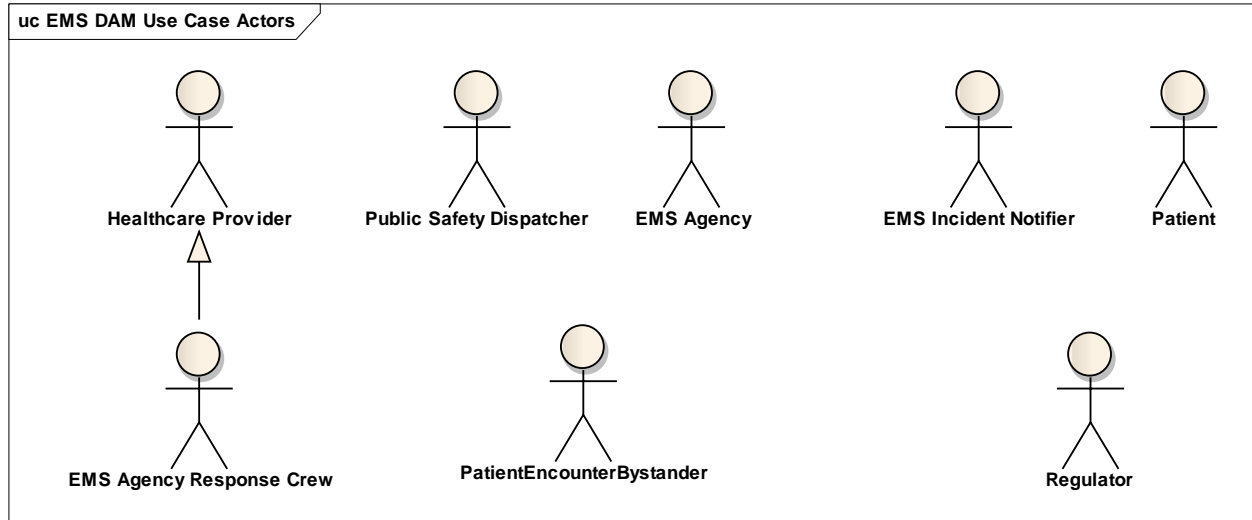 uc EMS DAM Use Case Actors
Healthcare Provider
Public Safety Dispatcher
EMS Agency
EMS Incident Notifier
Patient
EMS Agency Response Crew
PatientEncounterBystander
Regulator